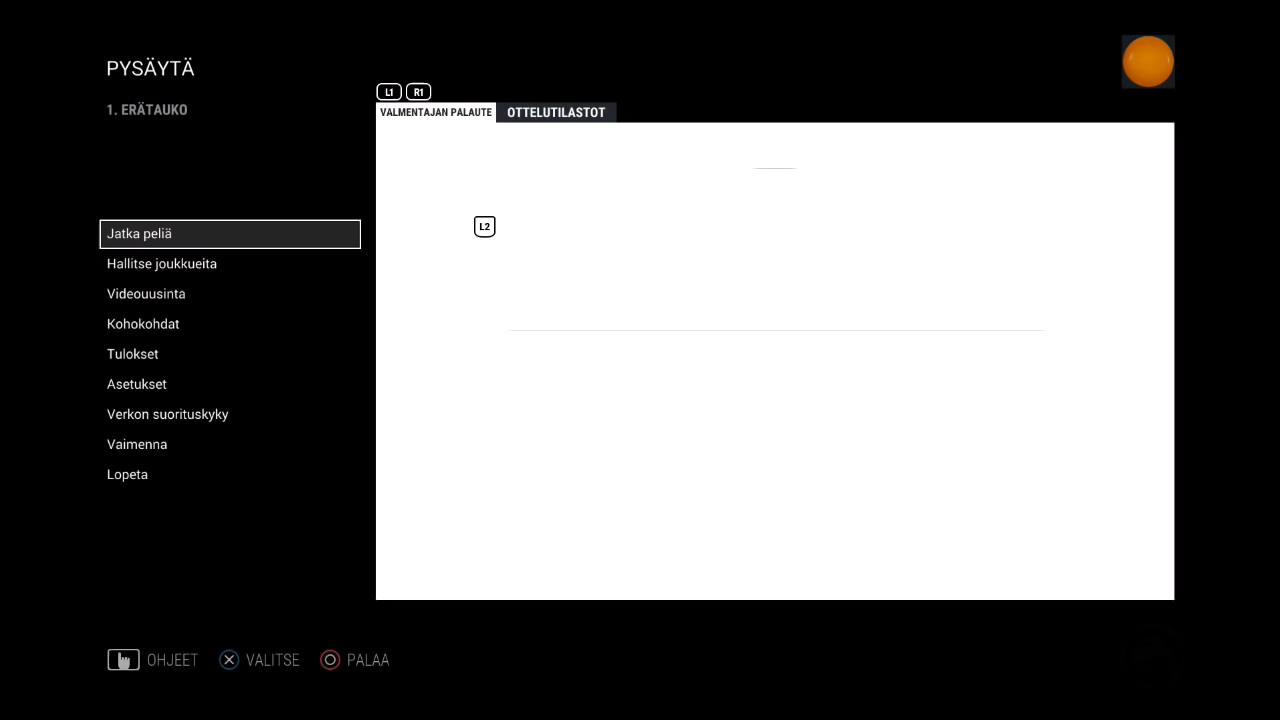 PYSÄYTÄ
1. ERÄTAUKO
L1 R1
VALMENTAJAN PALAUTE OTTELUTILASTOT
L2
Jatka peliä
Hallitse joukkueita
Videouusinta
Kohokohdat
Tulokset
Asetukset
Verkon suorituskyky
Vaimenna
Lopeta
OHJEET VALITSE PALAA